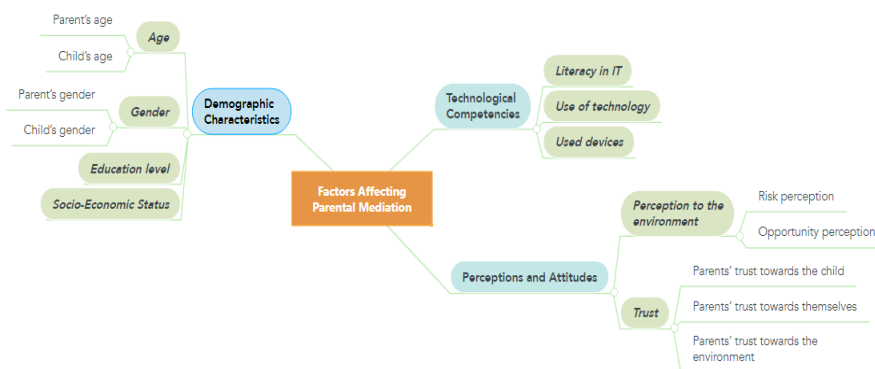 Parent's age
Age
Child's age
Parent's gender
Gender
Child's gender
Education level
Socio-Economic Status
Demographic
Characteristics
Factors Affecting
Parental Mediation
Technological
Competencies
Literacy in IT
Use of technology
Used devices
Perceptions and Attitudes
Perception to the
environment
Risk perception
Opportunity perception
Trust
Parents' trust towards the child
Parents' trust towards themselves
Parents' trust towards the
environment